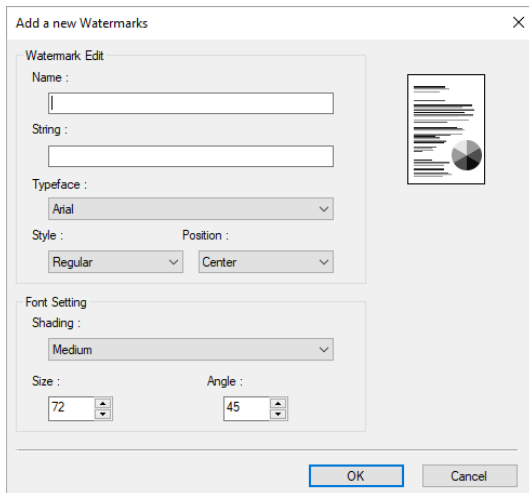 Add a new Watermarks
Watermark Edit
Name :
String :
Typeface :
Arial
Style :
Position :
Regular
Center
Font Setting
Shading :
Medium
Size :
Angle :
72
45
OK
Cancel